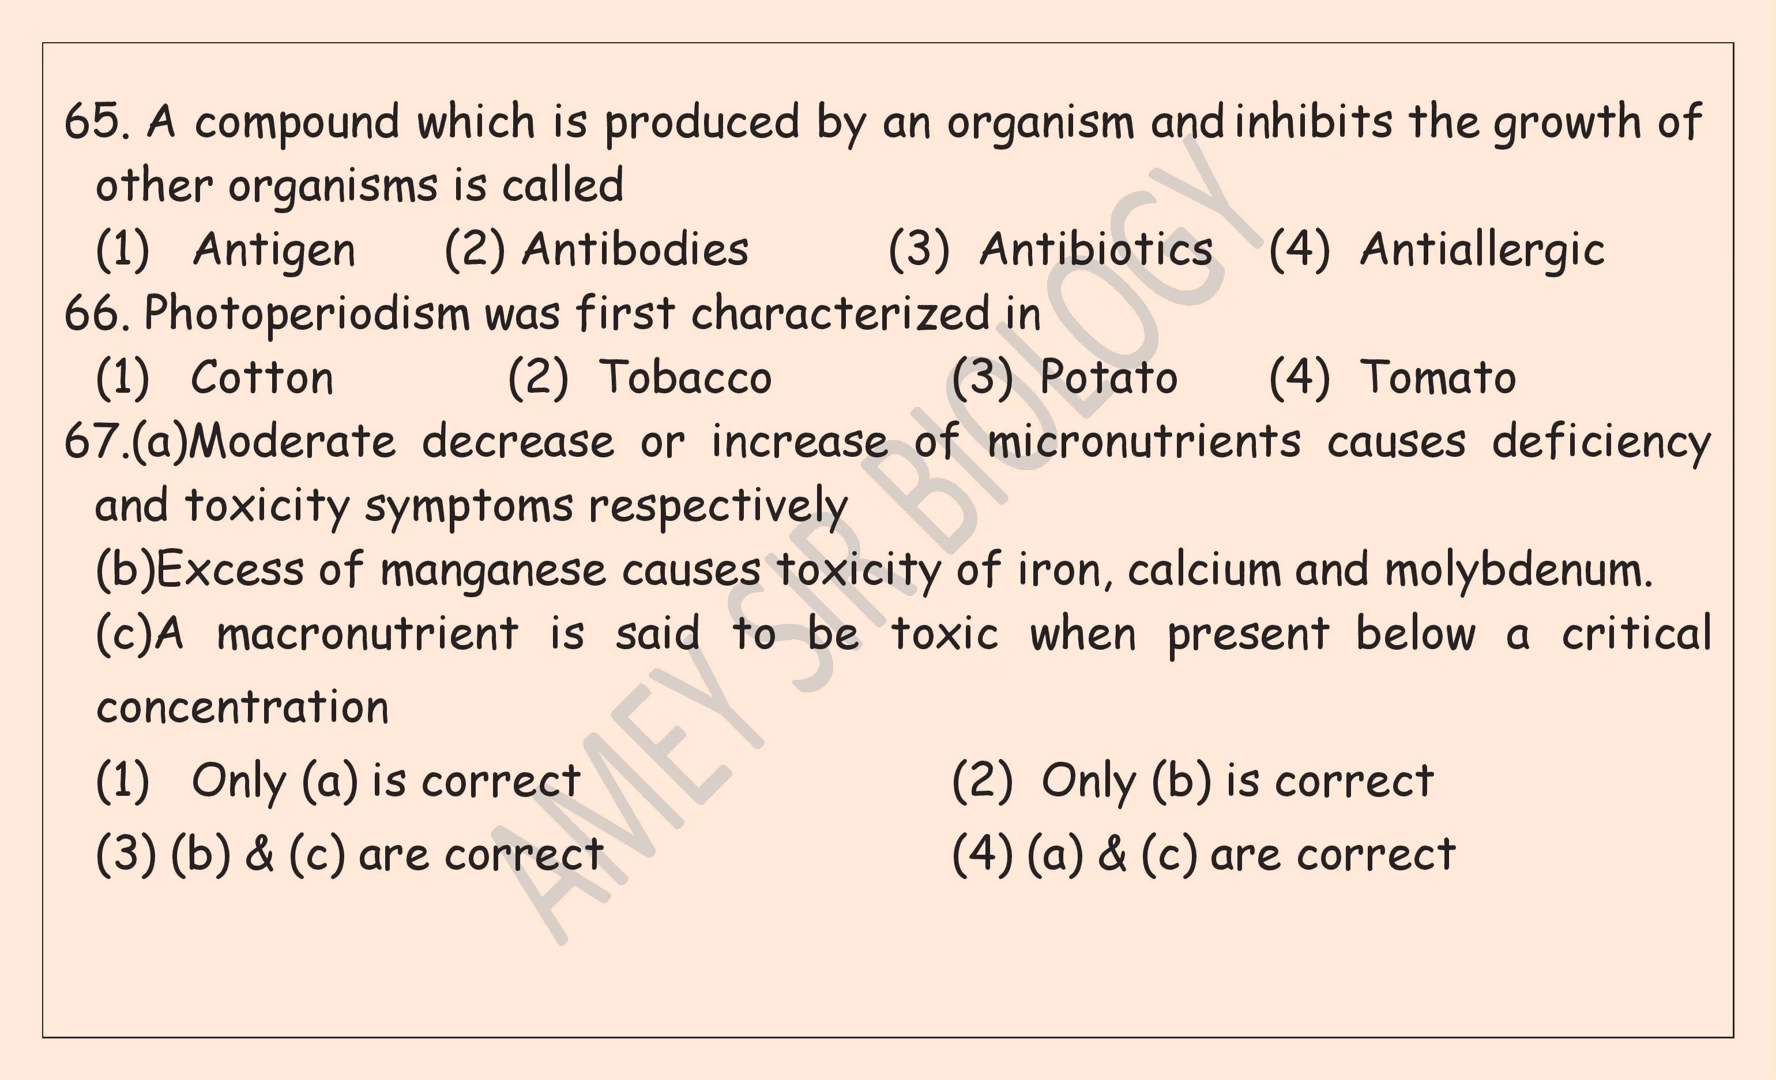 65. A compound which is produced by an organism and inhibits the growth of
other organisms is called
(1) Antigen (2) Antibodies (3) Antibiotics (4) Antiallergic
66. Photoperiodism was first characterized in
(1) Cotton (2) Tobacco (3) Potato (4) Tomato
67.(a)Moderate decrease or increase of micronutrients causes deficiency
and toxicity symptoms respectively
(b)Excess of manganese causes toxicity of iron, calcium and molybdenum.
(c)A macronutrient is said to be toxic when present below a critical
concentration
(1) Only (a) is correct (2) Only (b) is correct
(3) (b) & (c) are correct (4) (a) & (c) are correct
AMEY SIR BIOLOGY